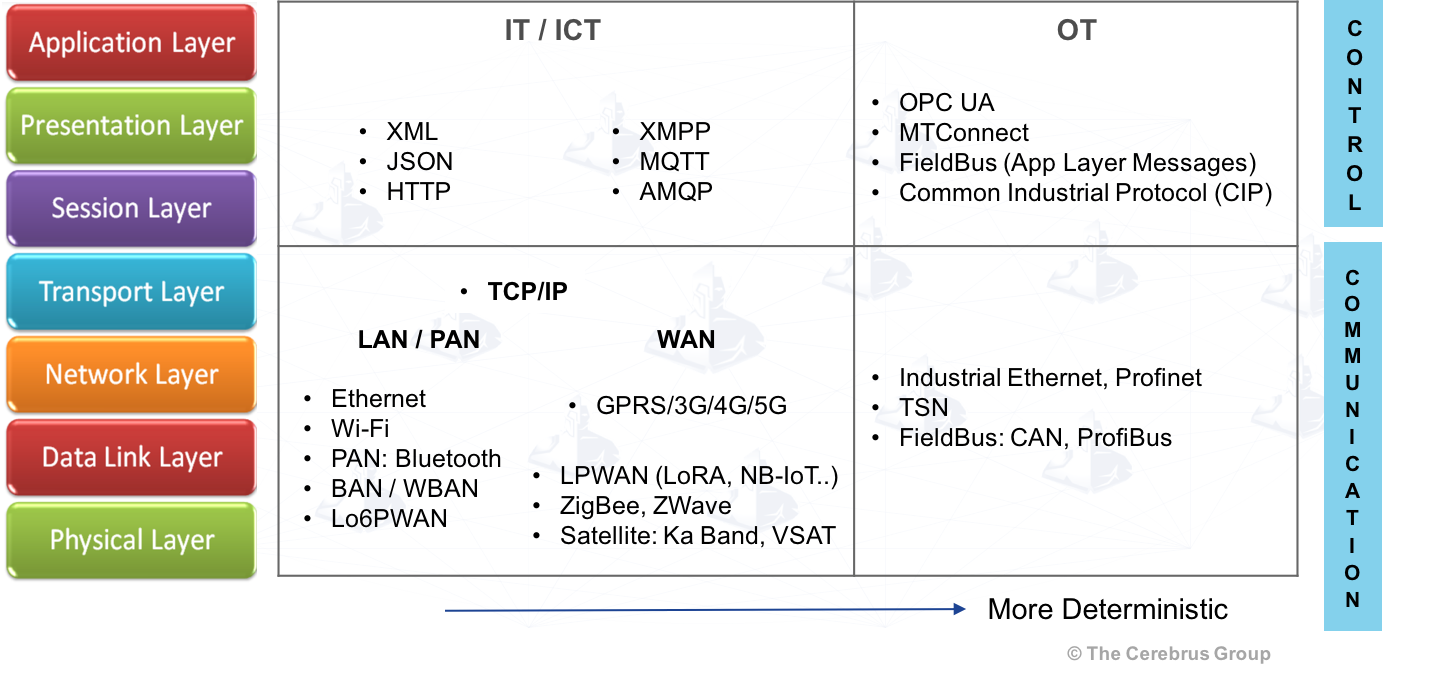 Application Layer
Presentation Layer
Session Layer
Transport Layer
Network Layer
Data Link Layer
Physical Layer
IT / ICT
• XML
• JSON
• HTTP
• XMPP
• MQTT
• AMQP
OT
• OPC UA
• MTConnect
• FieldBus (App Layer Messages)
• Common Industrial Protocol (CIP)
• TCP/IP
LAN / PAN
• Ethernet
• Wi-Fi
• PAN: Bluetooth
• BAN / WBAN
• Lo6PWAN
WAN
• GPRS/3G/4G/5G
• LPWAN (LoRA, NB-IoT..)
• ZigBee, ZWave
• Satellite: Ka Band, VSAT
• Industrial Ethernet, Profinet
• TSN
• FieldBus: CAN, ProfiBus
CONTROL
COMMUNICATION
More Deterministic
© The Cerebrus Group